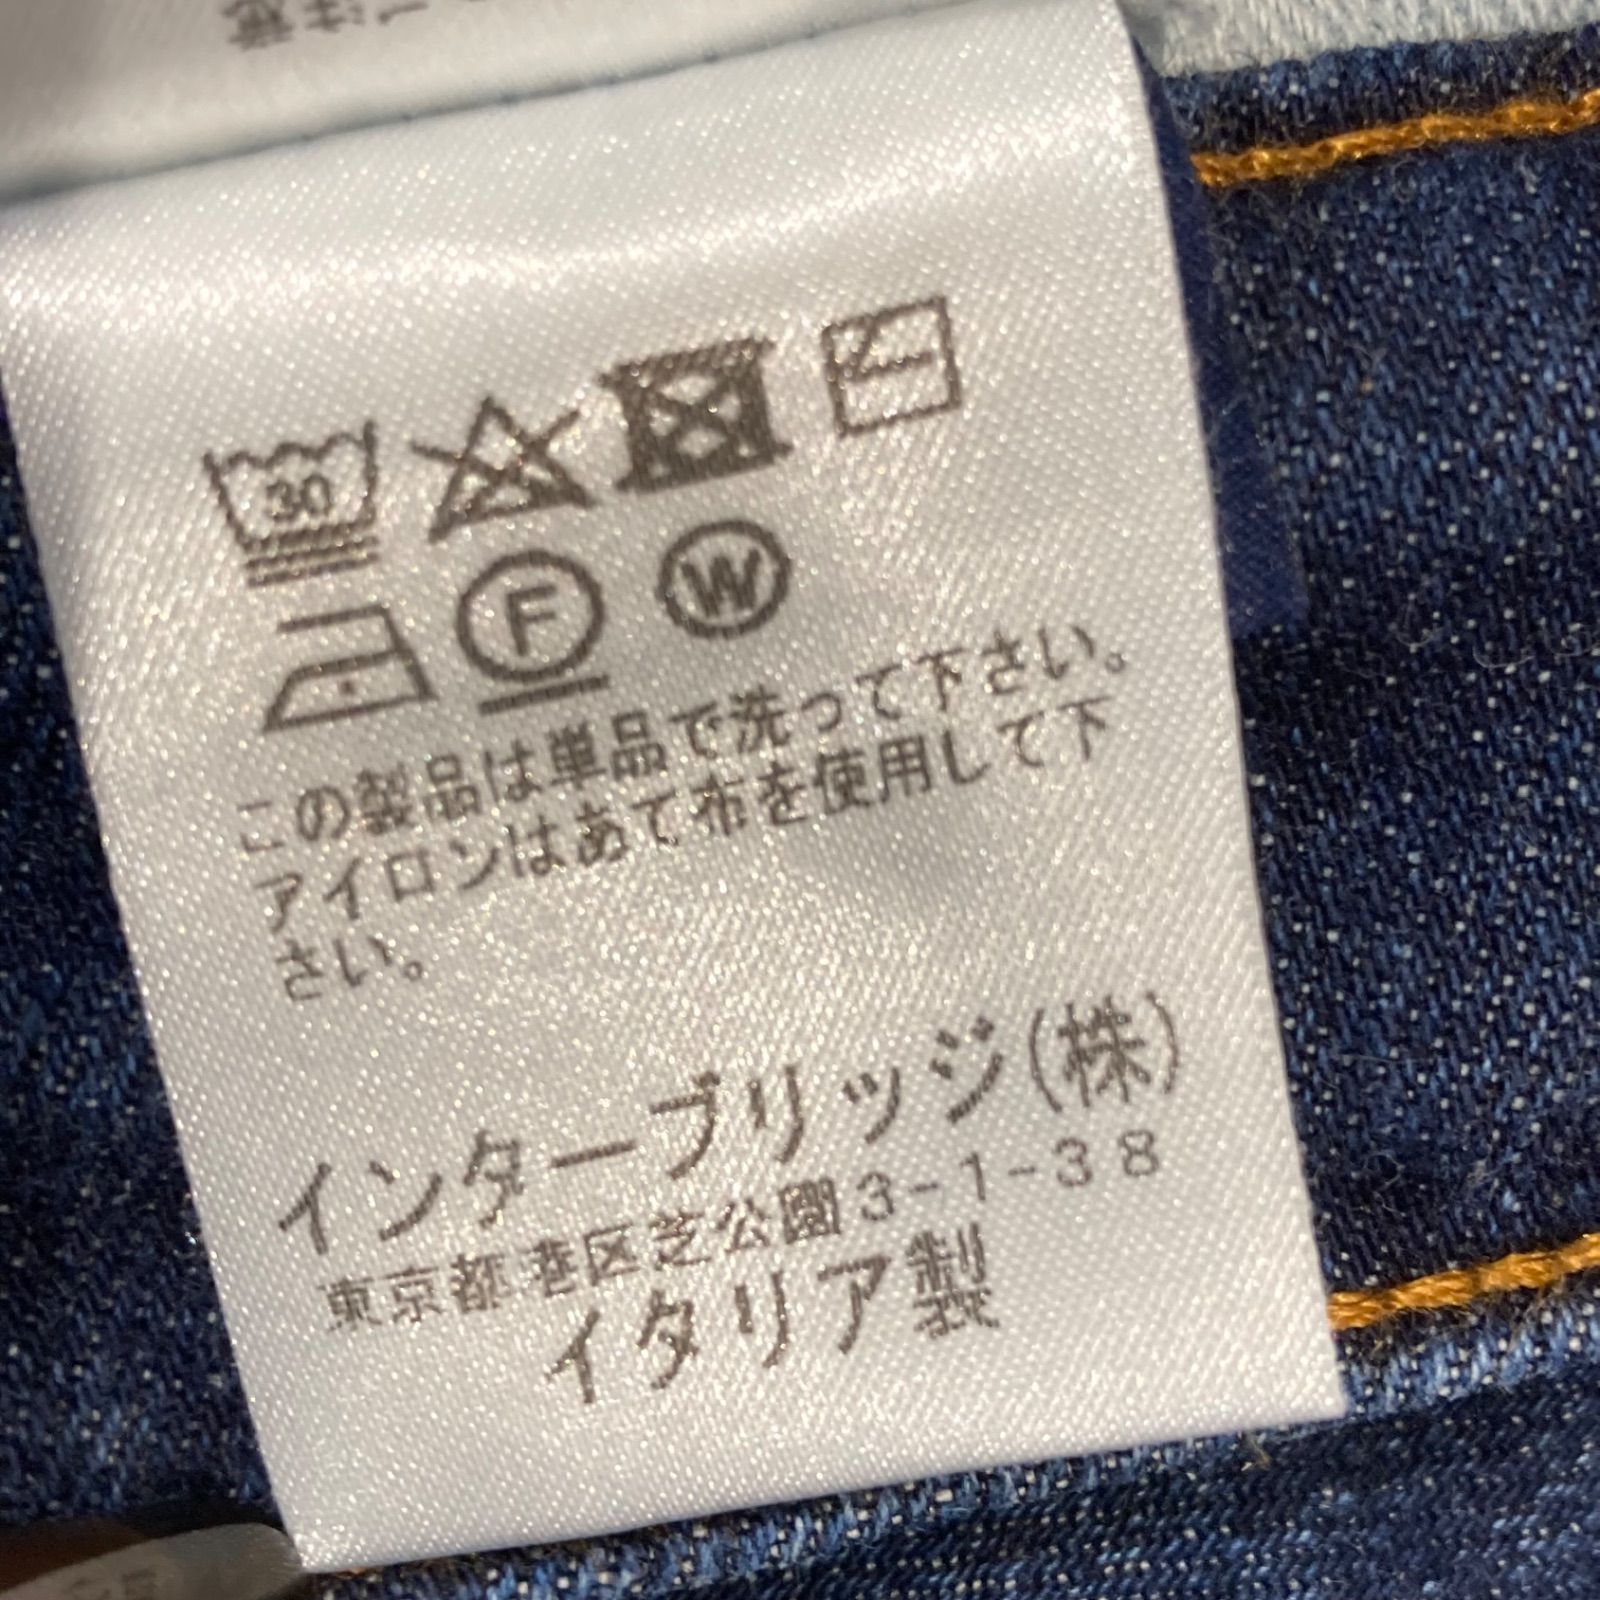 30
F
W
この製品は単品で洗って下さい。
アイロンはあて布を使用して下
さい。
インターブリッジ(株)
東京都港区芝公園3-1-38
イタリア製